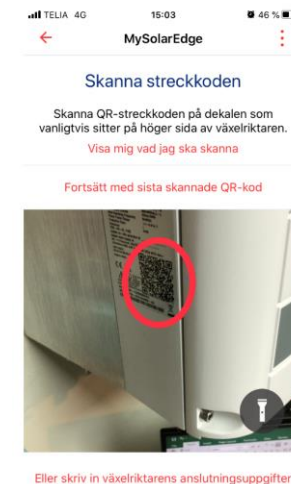 TELIA 4G 15:03 46 %
MySolarEdge
Skanna streckkoden
Skanna QR-streckkoden på dekalen som
vanligtvis sitter på höger sida av växelriktaren.
Visa mig vad jag ska skanna
Fortsätt med sista skannade QR-kod
Eller skriv in växelriktarens anslutningsuppgifter